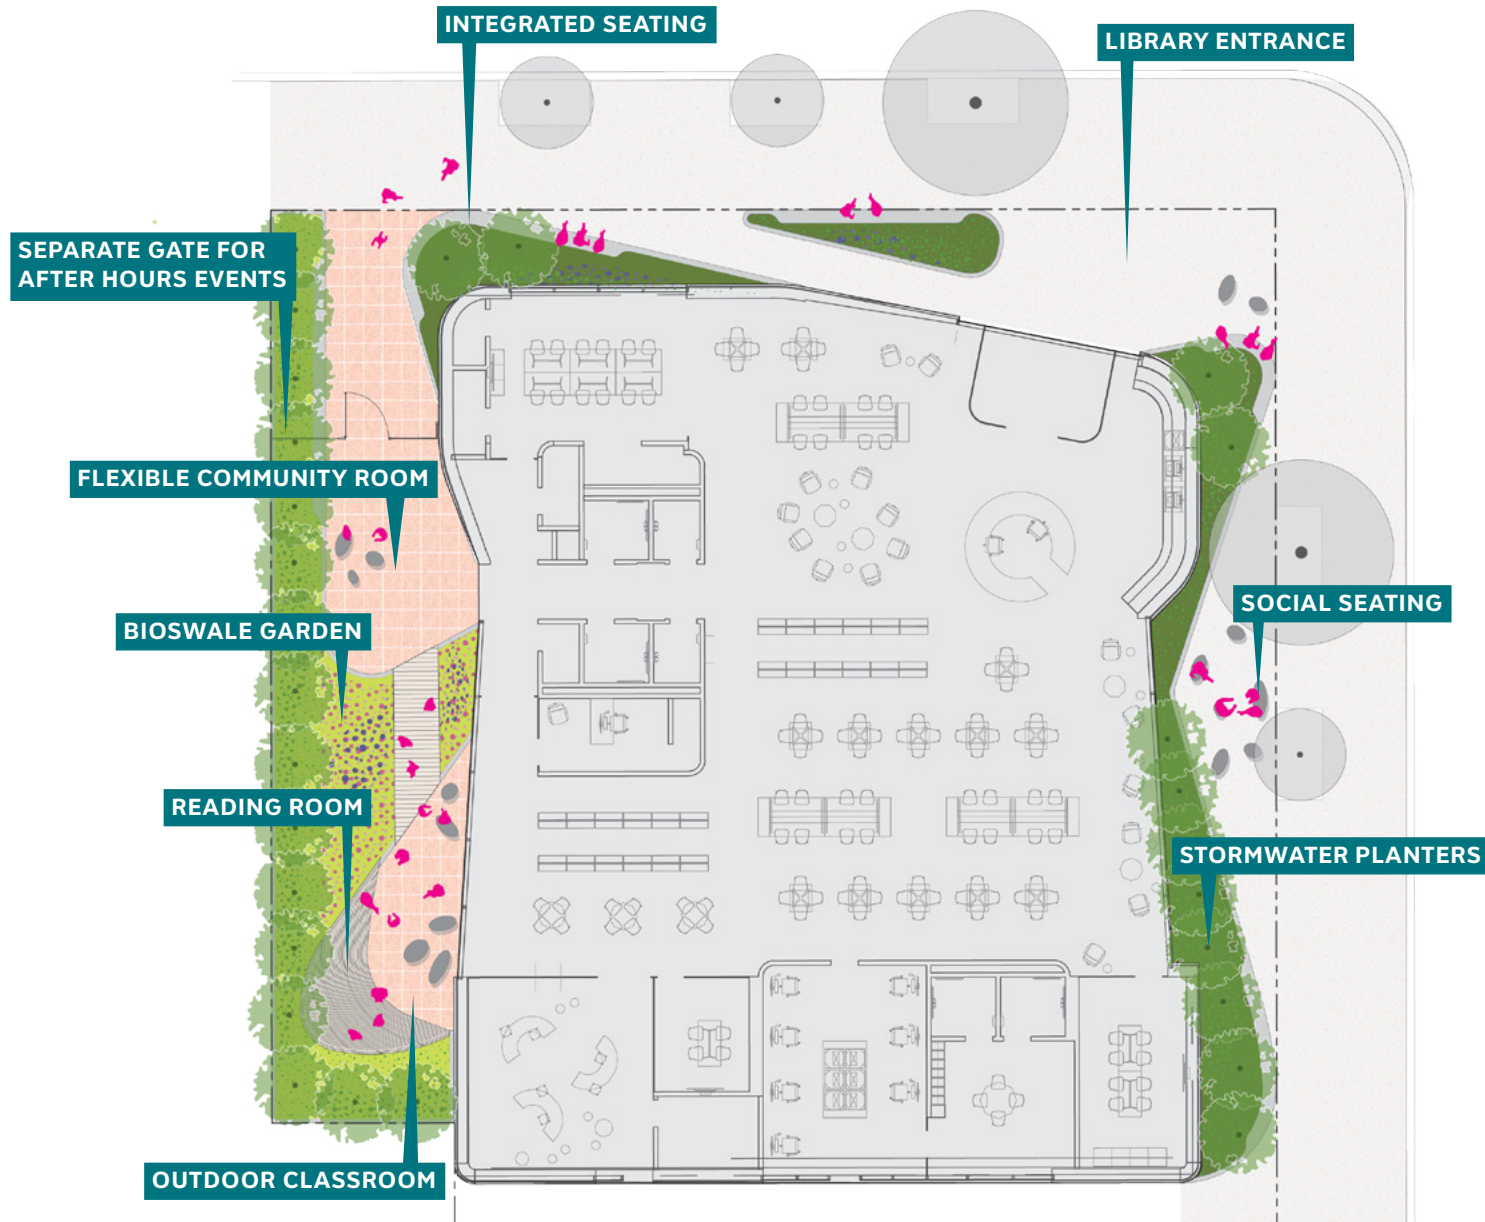 INTEGRATED SEATING
LIBRARY ENTRANCE
SEPARATE GATE FOR
AFTER HOURS EVENTS
FLEXIBLE COMMUNITY ROOM
BIOSWALE GARDEN
SOCIAL SEATING
READING ROOM
STORMWATER PLANTERS
OUTDOOR CLASSROOM